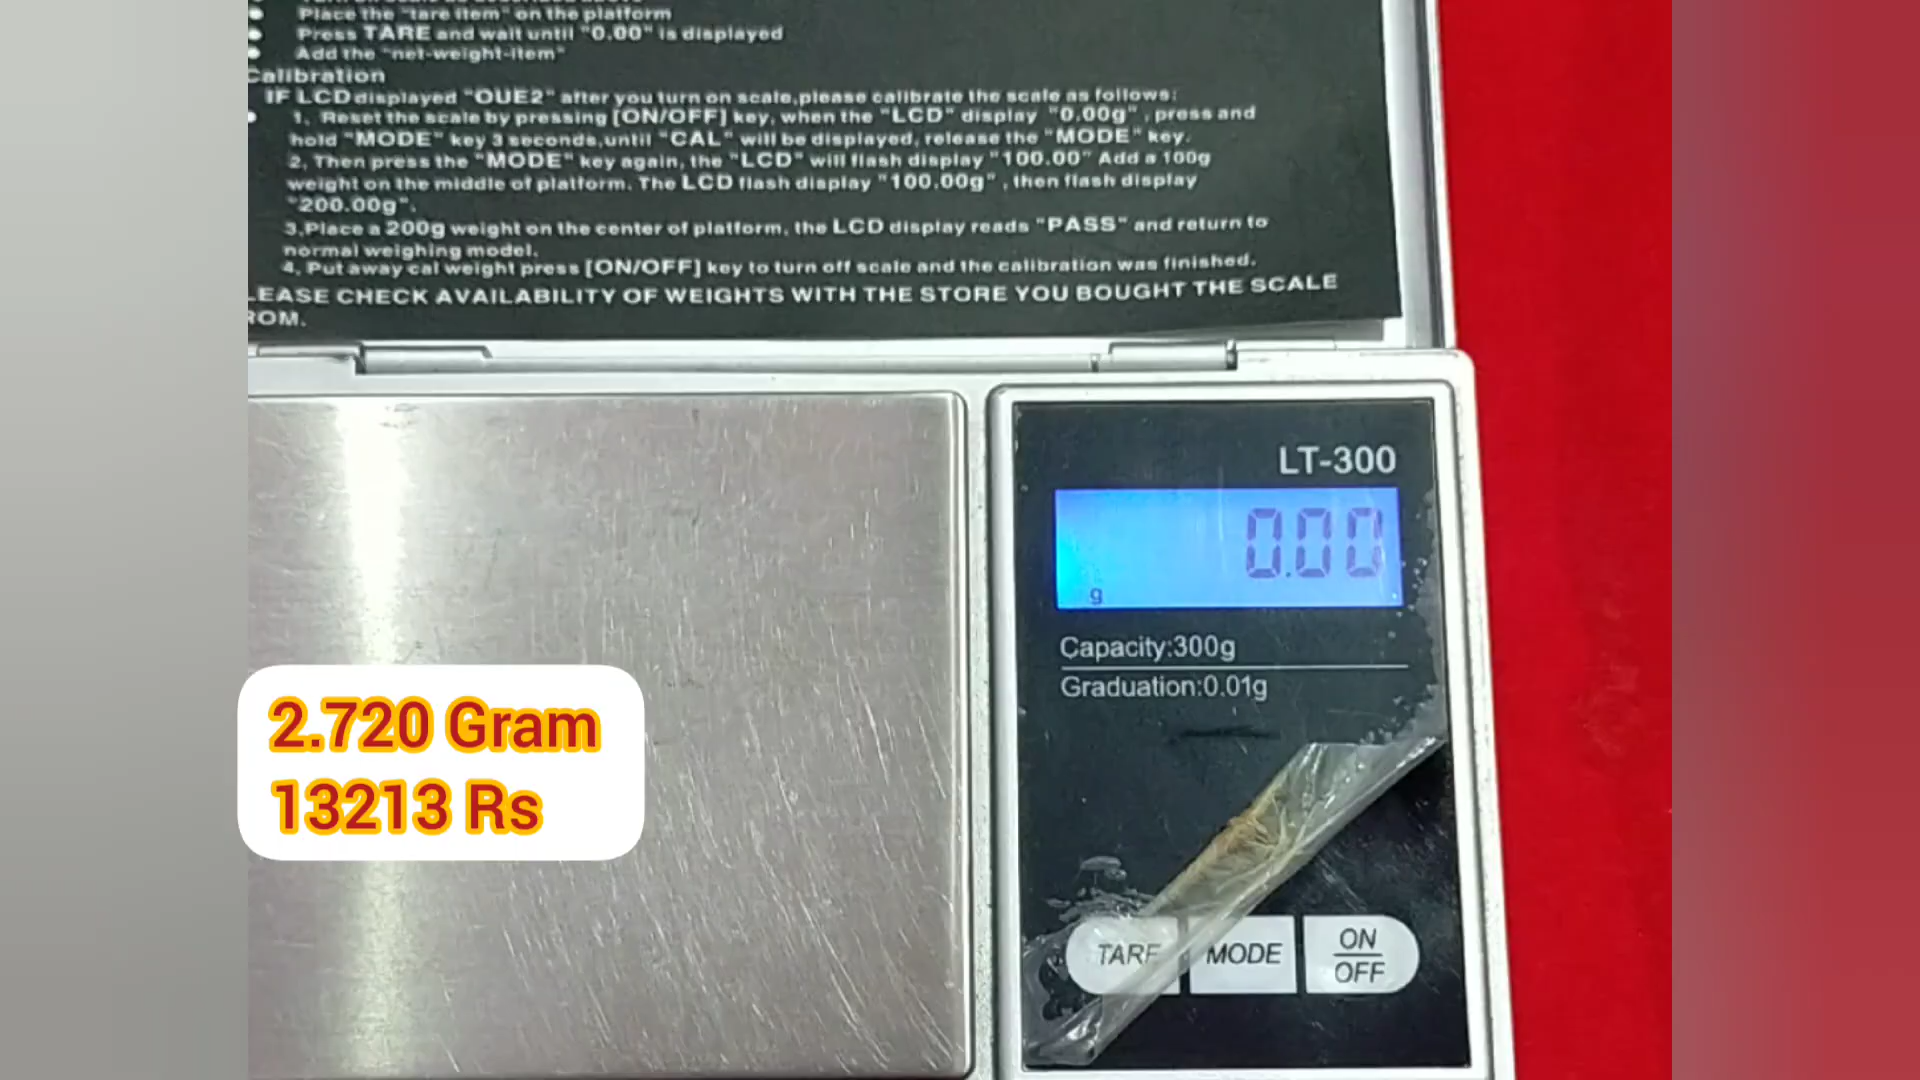 Place the "tare item" on the platform
Press TARE and wait until "0.00" is displayed
Add the "net-weight-item"
Calibration
IF LCD displayed "OUE2" after you turn on scale,please calibrate the scale as follows:
1, Reset the scale by pressing [ON/OFF] key, when the "LCD" display "0.00g" , press and
hold "MODE" key 3 seconds,until "CAL" will be displayed, release the "MODE" key.
2, Then press the "MODE" key again, the "LCD" will flash display "100.00" Add a 100g
weight on the middle of platform. The LCD flash display "100.00g" , then flash display
"200.00g".
3,Place a 200g weight on the center of platform, the LCD display reads "PASS" and return to
normal weighing model.
4, Put away cal weight press [ON/OFF] key to turn off scale and the calibration was finished.
LEASE CHECK AVAILABILITY OF WEIGHTS WITH THE STORE YOU BOUGHT THE SCALE
ROM.
LT-300
0.00
g
Capacity:300g
Graduation:0.01g
TARE MODE ON OFF
2.720 Gram
13213 Rs